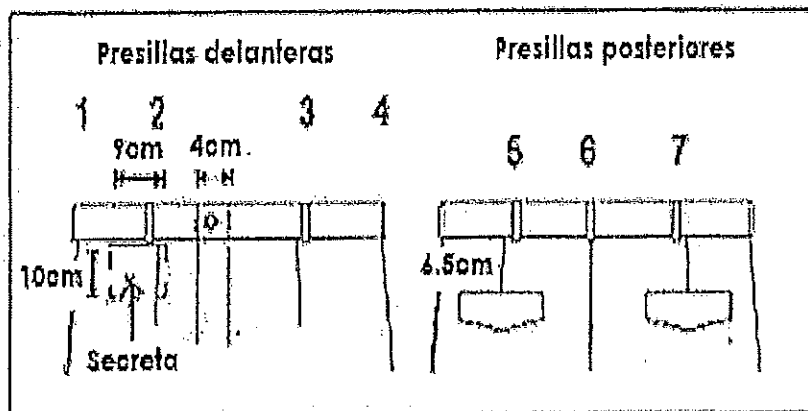 Presillas delanteras
Presillas posteriores
1 2 3 4
9cm 4cm.
5 6 7
10cm
6.5cm
Secreta